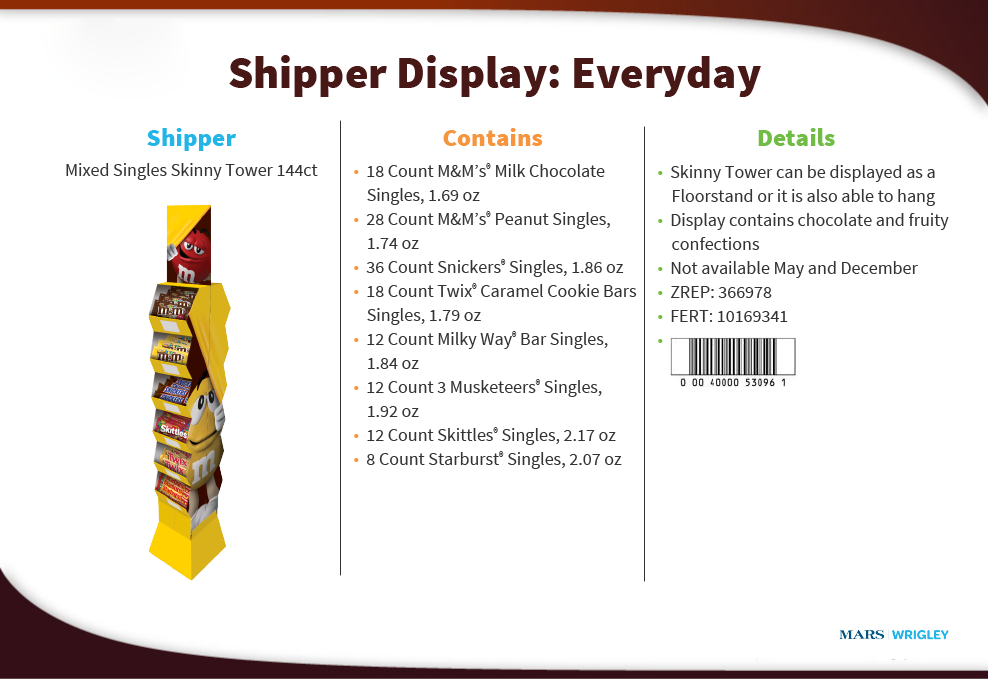 Shipper Display: Everyday
Shipper
Mixed Singles Skinny Tower 144ct
m
m&m's
m&m's
SNICKERS
Skittles
TWIX
m
Contains
• 18 Count M&M’s® Milk Chocolate
Singles, 1.69 oz
• 28 Count M&M’s® Peanut Singles,
1.74 oz
• 36 Count Snickers® Singles, 1.86 oz
• 18 Count Twix® Caramel Cookie Bars
Singles, 1.79 oz
• 12 Count Milky Way® Bar Singles,
1.84 oz
• 12 Count 3 Musketeers® Singles,
1.92 oz
• 12 Count Skittles® Singles, 2.17 oz
• 8 Count Starburst® Singles, 2.07 oz
Details
• Skinny Tower can be displayed as a
Floorstand or it is also able to hang
• Display contains chocolate and fruity
confections
• Not available May and December
• ZREP: 366978
• FERT: 10169341
•
0 00 40000 53096 1
MARS | WRIGLEY